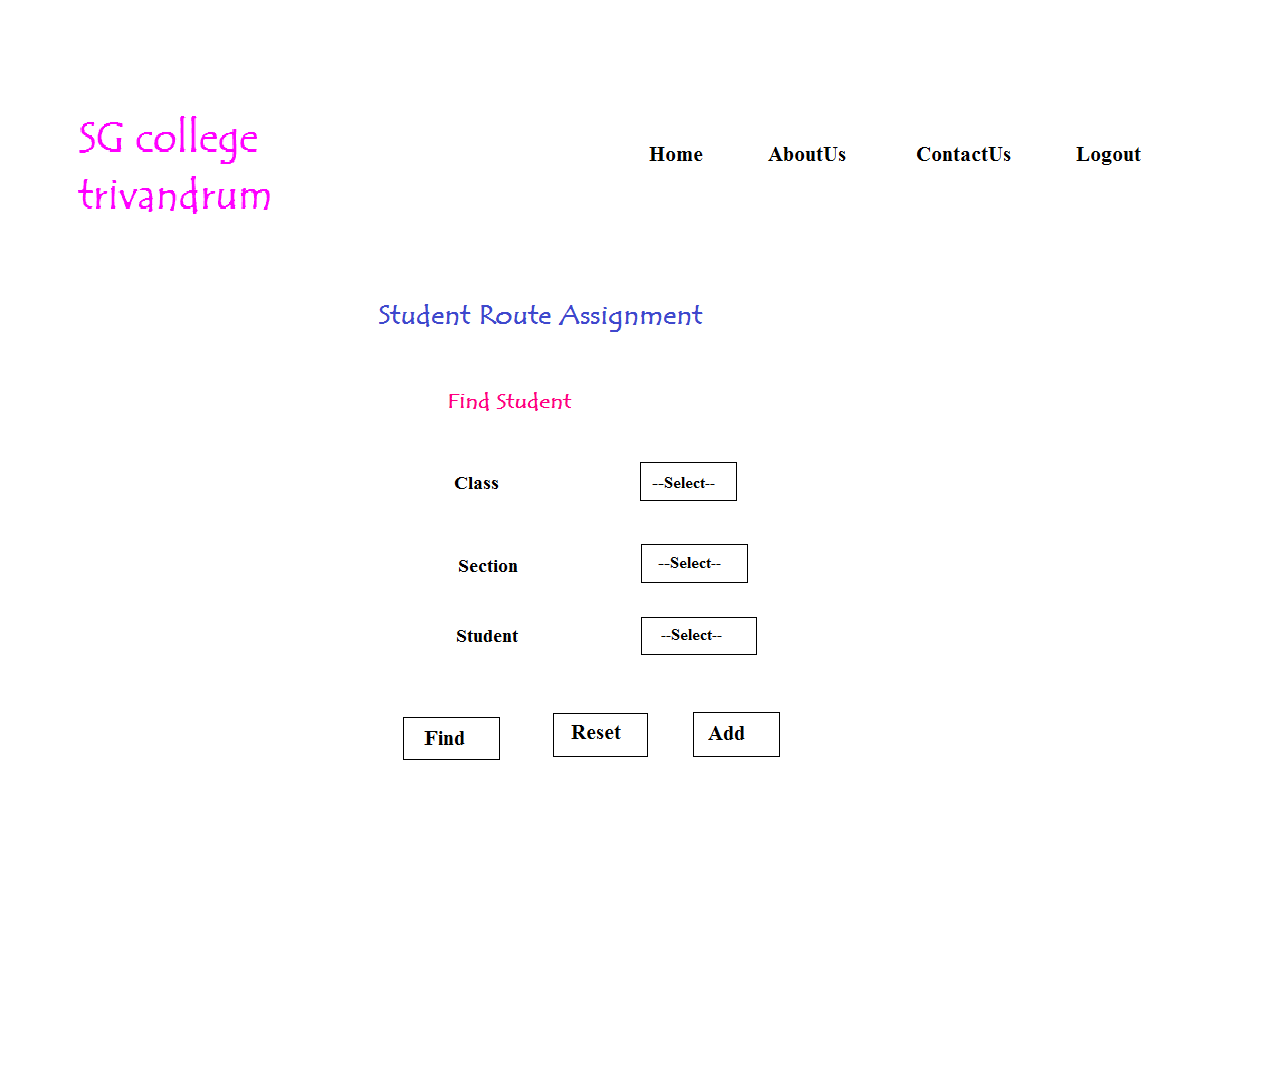 SG college
trivandrum
Home AboutUs ContactUs Logout
Student Route Assignment
Find Student
Class --Select--
Section --Select--
Student --Select--
Find Reset Add